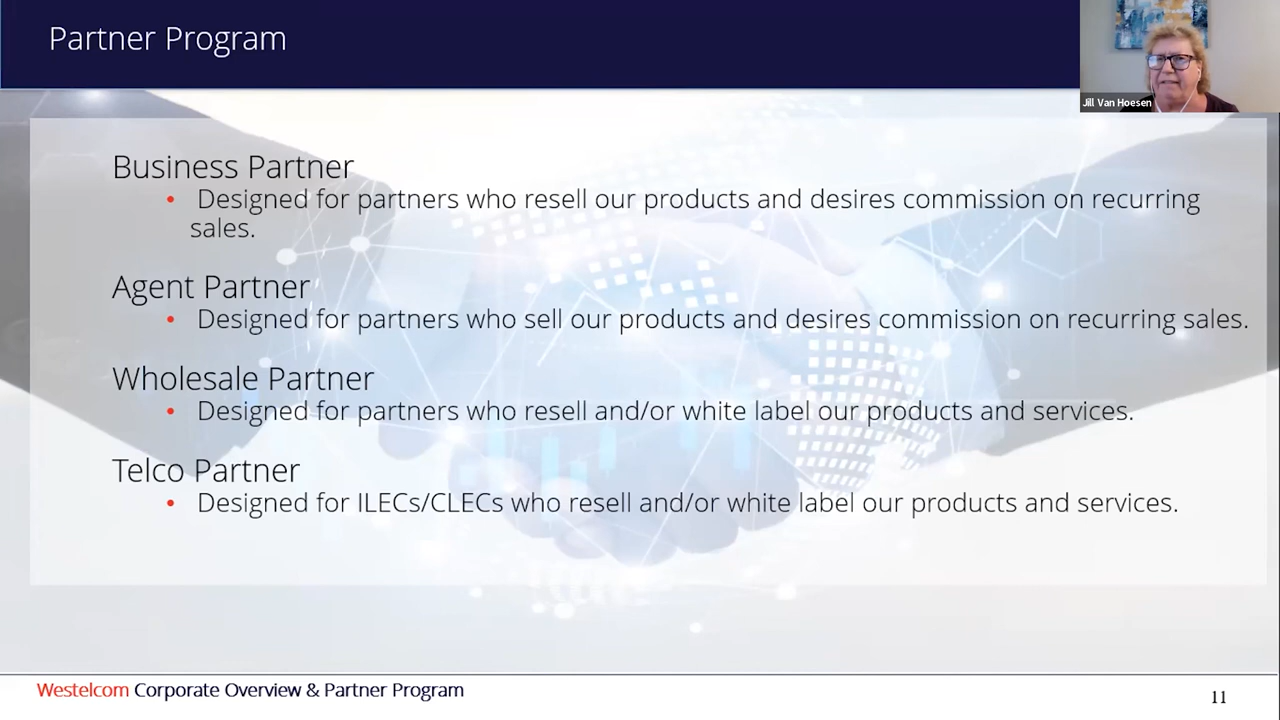 Partner Program
Jill Van Hoesen
Business Partner
• Designed for partners who resell our products and desires commission on recurring
sales.
Agent Partner
• Designed for partners who sell our products and desires commission on recurring sales.
Wholesale Partner
• Designed for partners who resell and/or white label our products and services.
Telco Partner
• Designed for ILECs/CLECs who resell and/or white label our products and services.
Westelcom Corporate Overview & Partner Program
11